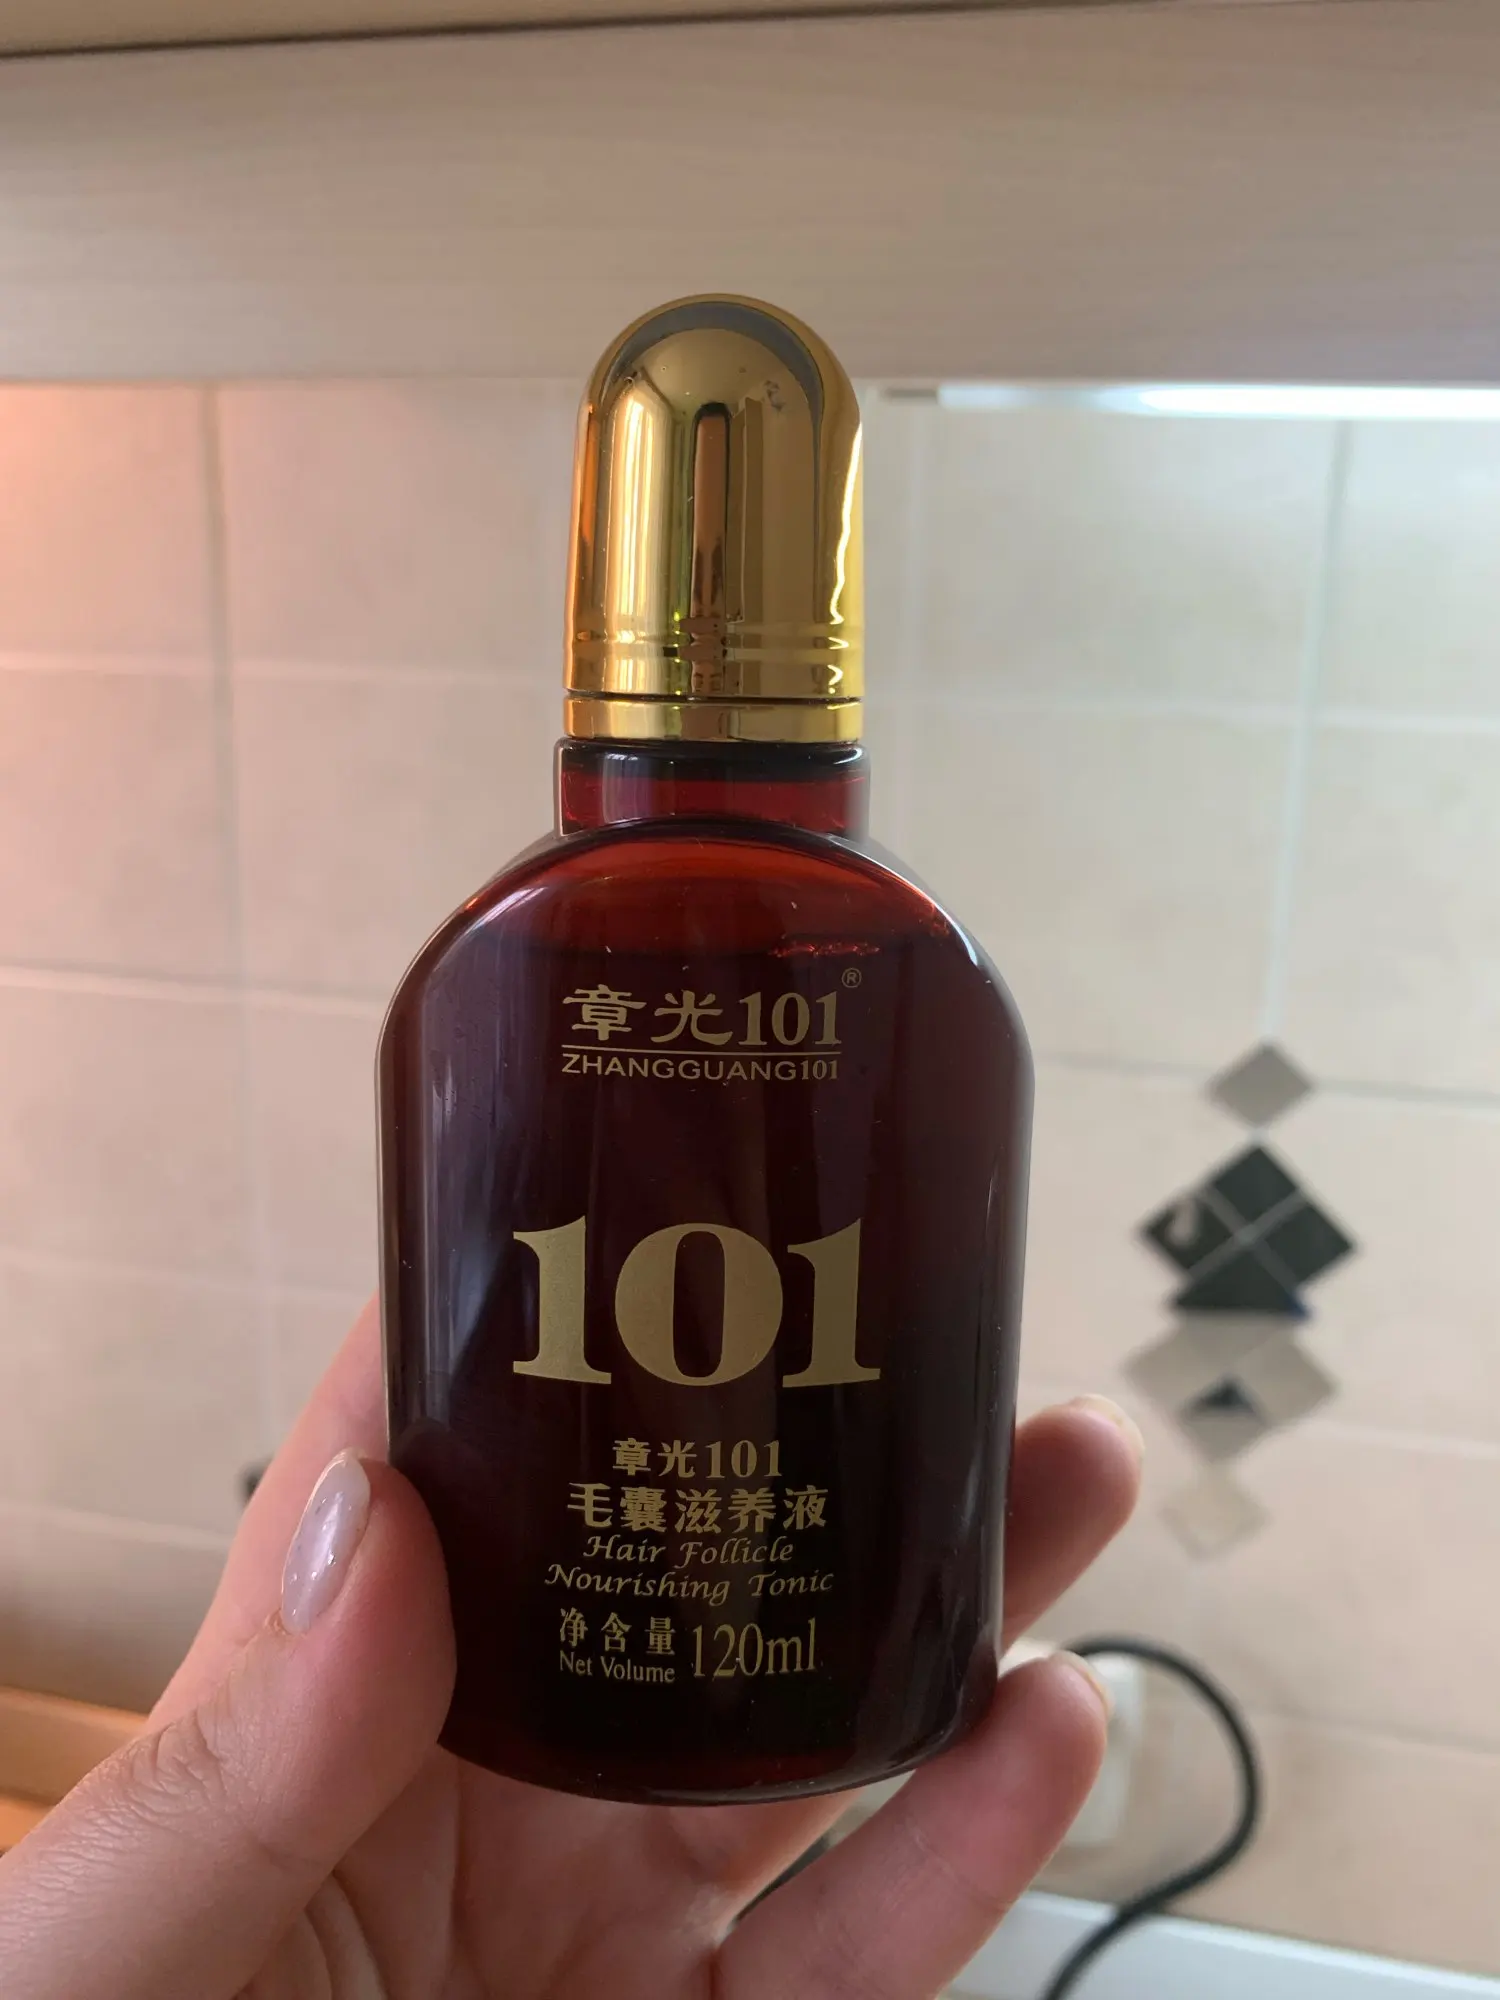 章光101®
ZHANGGUANG101
101
章光101
毛囊滋养液
Hair Follicle
Nourishing Tonic
净含量 120ml
Net Volume